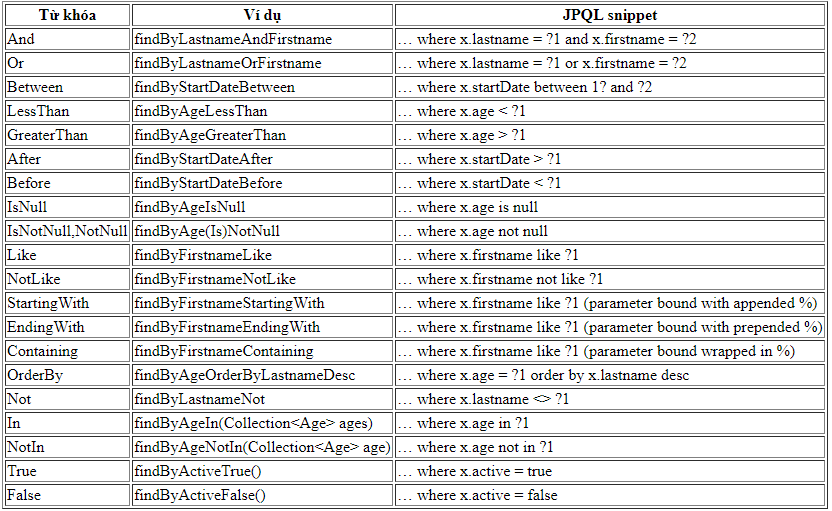 Từ khóa Ví dụ JPQL snippet
And findByLastnameAndFirstname … where x.lastname = ?1 and x.firstname = ?2
Or findByLastnameOrFirstname … where x.lastname = ?1 or x.firstname = ?2
Between findByStartDateBetween … where x.startDate between 1? and ?2
LessThan findByAgeLessThan … where x.age < ?1
GreaterThan findByAgeGreaterThan … where x.age > ?1
After findByStartDateAfter … where x.startDate > ?1
Before findByStartDateBefore … where x.startDate < ?1
IsNull findByAgeIsNull … where x.age is null
IsNotNull,NotNull findByAge(Is)NotNull … where x.age not null
Like findByFirstnameLike … where x.firstname like ?1
NotLike findByFirstnameNotLike … where x.firstname not like ?1
StartingWith findByFirstnameStartingWith … where x.firstname like ?1 (parameter bound with appended %)
EndingWith findByFirstnameEndingWith … where x.firstname like ?1 (parameter bound with prepended %)
Containing findByFirstnameContaining … where x.firstname like ?1 (parameter bound wrapped in %)
OrderBy findByAgeOrderByLastnameDesc … where x.age = ?1 order by x.lastname desc
Not findByLastnameNot … where x.lastname <> ?1
In findByAgeIn(Collection<Age> ages) … where x.age in ?1
NotIn findByAgeNotIn(Collection<Age> age) … where x.age not in ?1
True findByActiveTrue() … where x.active = true
False findByActiveFalse() … where x.active = false